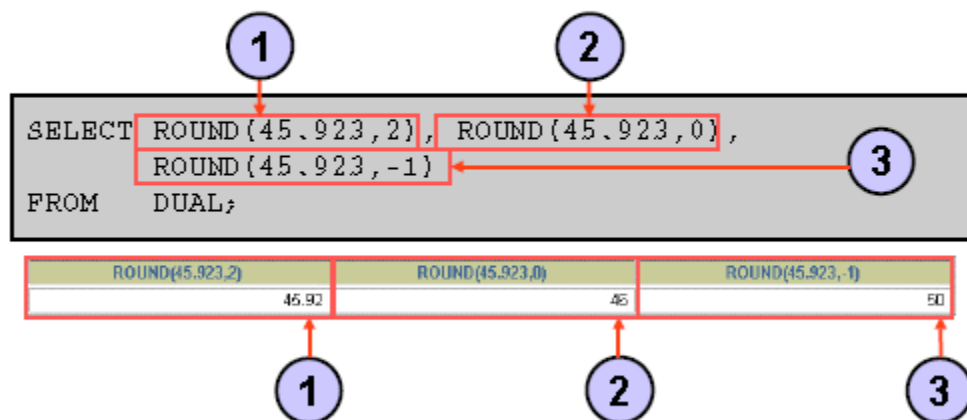 1 2
SELECT ROUND(45.923,2), ROUND(45.923,0),
ROUND(45.923,-1) 3
FROM DUAL;
ROUND(45.923,2) ROUND(45.923,0) ROUND(45.923,-1)
45.92 46 50
1 2 3